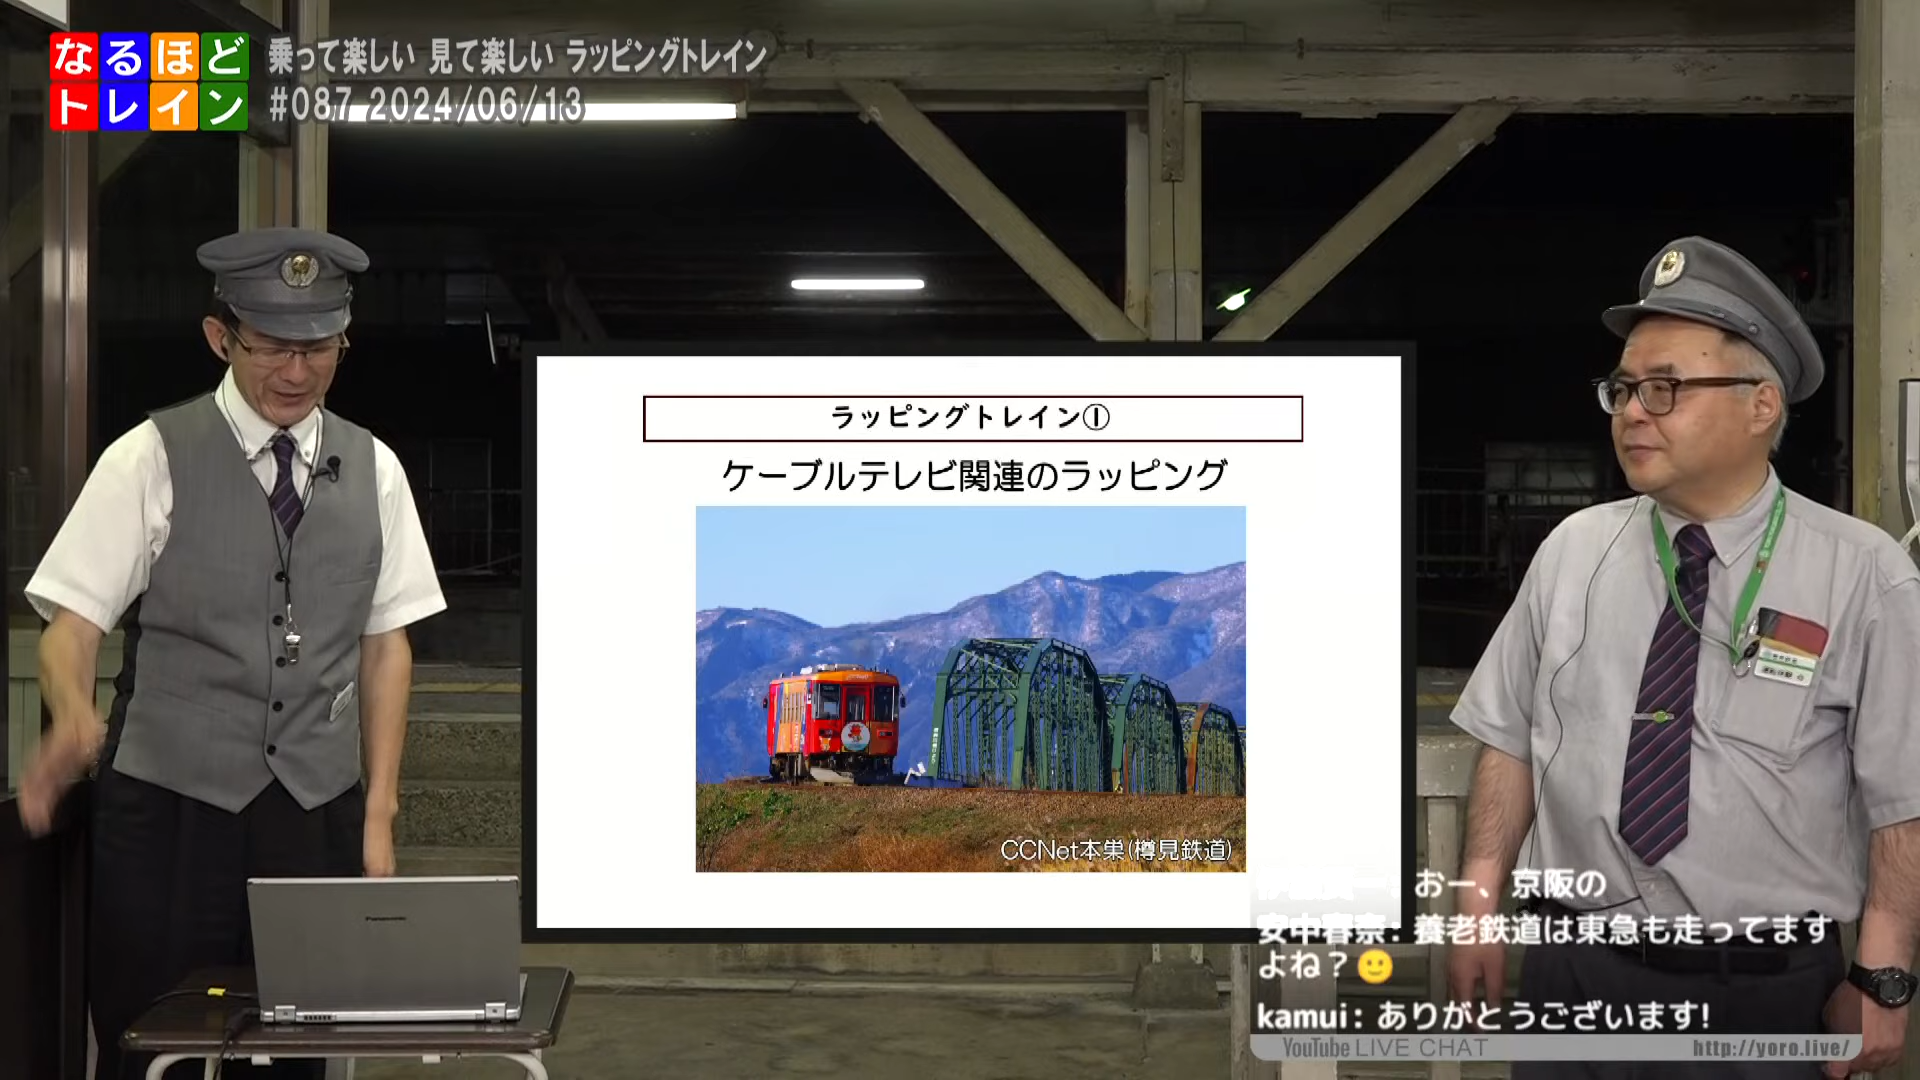 なるほど
トレイン
乗って楽しい 見て楽しい ラッピングトレイン
#087 2024/06/13
ラッピングトレイン①
ケーブルテレビ関連のラッピング
CCNet本巣(樽見鉄道)
おー、京阪の
安中春奈: 養老鉄道は東急も走ってます
よね？🙂
kamui: ありがとうございます!
YouTube LIVE CHAT
http://yoro.live/
Panasonic